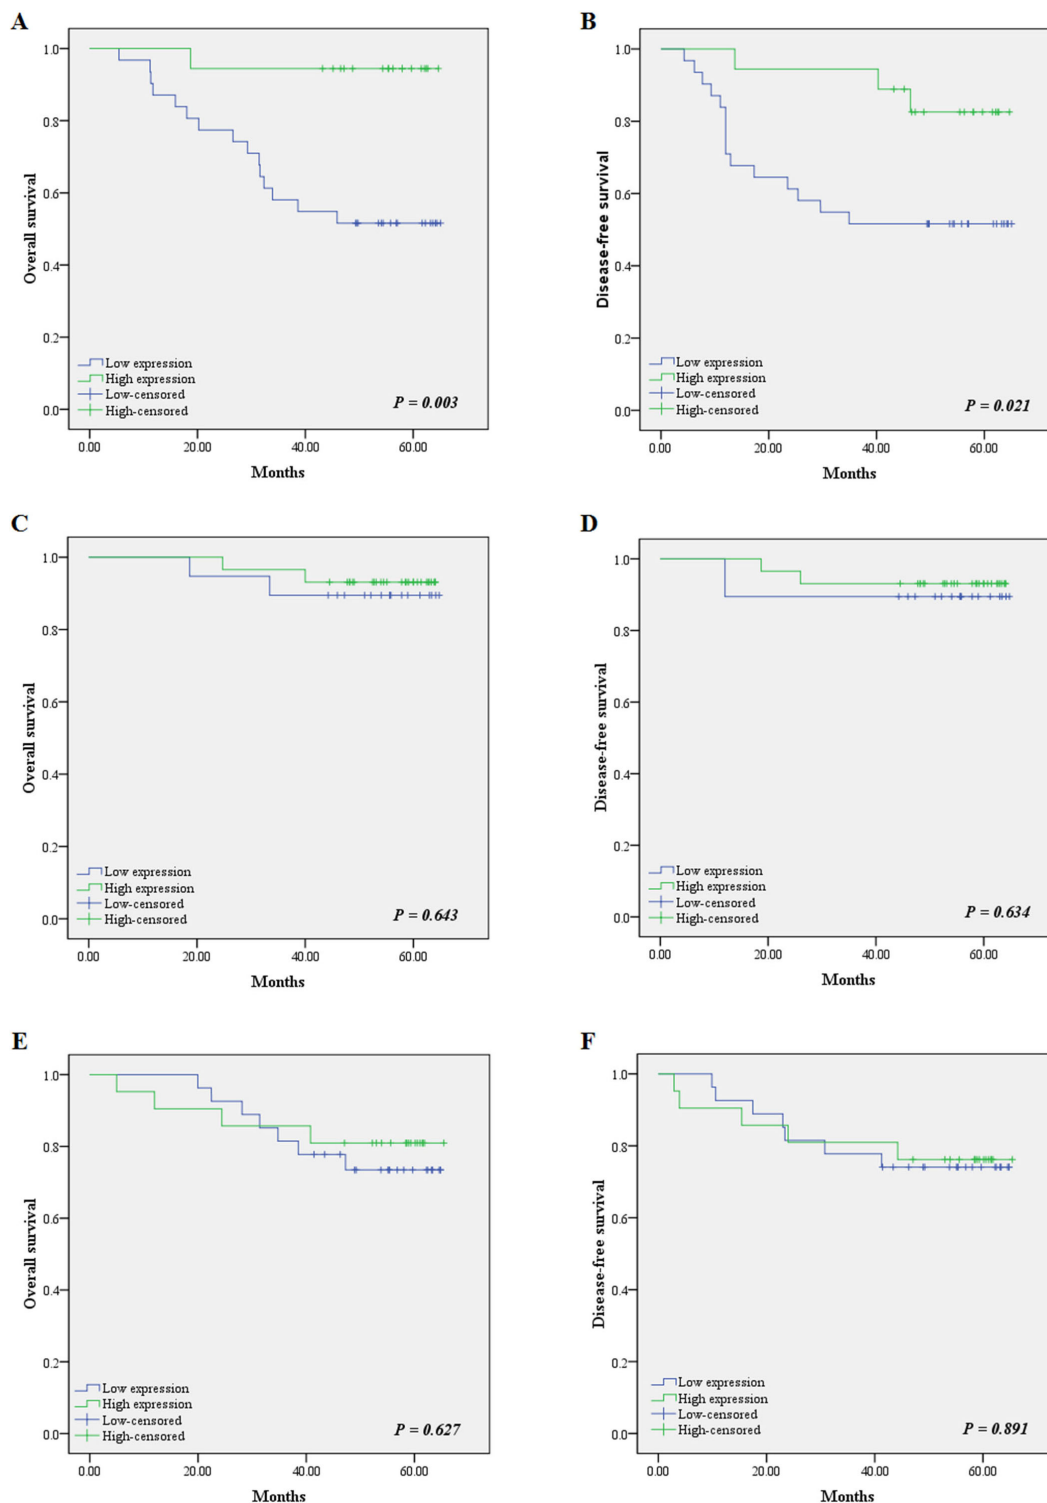 A
Overall survival
1.0
0.8
0.6
0.4
0.2
0.0
Low expression
High expression
Low-censored
High-censored
P = 0.003
0.00 20.00 40.00 60.00
Months
B
Disease-free survival
1.0
0.8
0.6
0.4
0.2
0.0
Low expression
High expression
Low-censored
High-censored
P = 0.021
0.00 20.00 40.00 60.00
Months
C
Overall survival
1.0
0.8
0.6
0.4
0.2
0.0
Low expression
High expression
Low-censored
High-censored
P = 0.643
0.00 20.00 40.00 60.00
Months
D
Disease-free survival
1.0
0.8
0.6
0.4
0.2
0.0
Low expression
High expression
Low-censored
High-censored
P = 0.634
0.00 20.00 40.00 60.00
Months
E
Overall survival
1.0
0.8
0.6
0.4
0.2
0.0
Low expression
High expression
Low-censored
High-censored
P = 0.627
0.00 20.00 40.00 60.00
Months
F
Disease-free survival
1.0
0.8
0.6
0.4
0.2
0.0
Low expression
High expression
Low-censored
High-censored
P = 0.891
0.00 20.00 40.00 60.00
Months